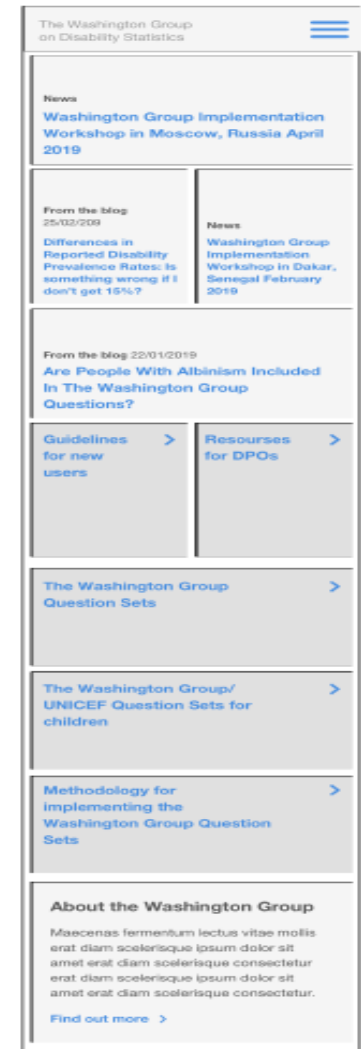 The Washington Group
on Disability Statistics
News
Washington Group Implementation
Workshop in Moscow, Russia April
2019
From the blog
25/02/209
Differences in
Reported Disability
Prevalence Rates: Is
something wrong if I
don't get 15%?
News
Washington Group
Implementation
Workshop in Dakar,
Senegal February
2019
From the blog 22/01/2019
Are People With Albinism Included
In The Washington Group
Questions?
Guidelines
for new
users
Resourses
for DPOs
The Washington Group
Question Sets
The Washington Group/
UNICEF Question Sets for
children
Methodology for
implementing the
Washington Group Question
Sets
About the Washington Group
Maecenas fermentum lectus vitae mollis
erat diam scelerisque ipsum dolor sit
amet erat diam scelerisque consectetur
erat diam scelerisque ipsum dolor sit
amet erat diam scelerisque consectetur.
Find out more >